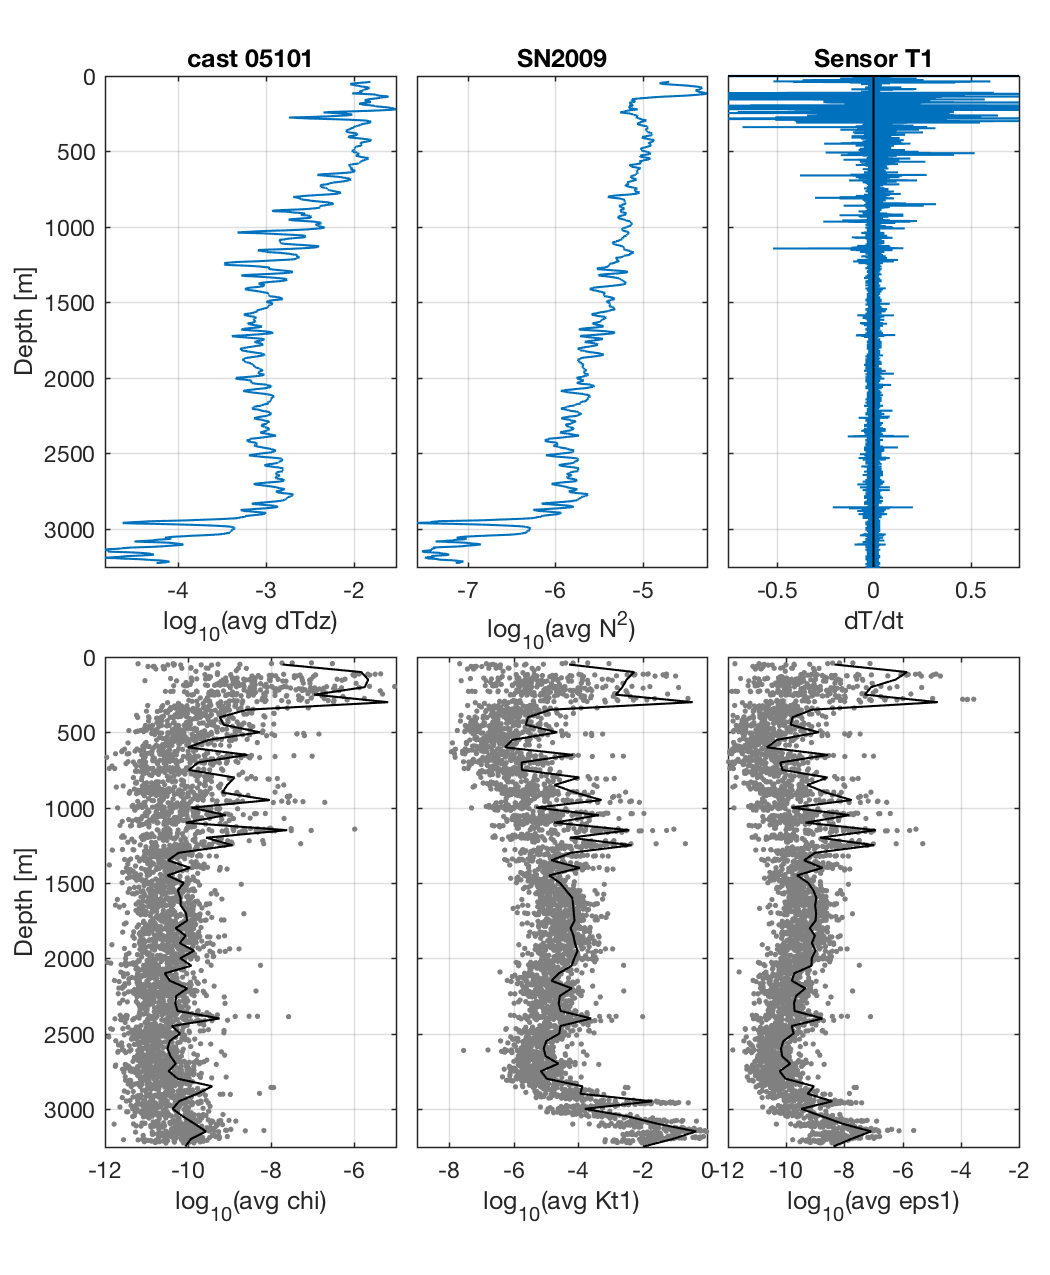 cast 05101 SN2009 Sensor T1
0
500
1000
1500
2000
2500
3000
Depth [m]
-4 -3 -2 -7 -6 -5 -0.5 0 0.5
log10(avg dTdz) log10(avg N2) dT/dt
0
500
1000
1500
2000
2500
3000
Depth [m]
-12 -10 -8 -6 -8 -6 -4 -2 0 -12 -10 -8 -6 -4 -2
log10(avg chi) log10(avg Kt1) log10(avg eps1)